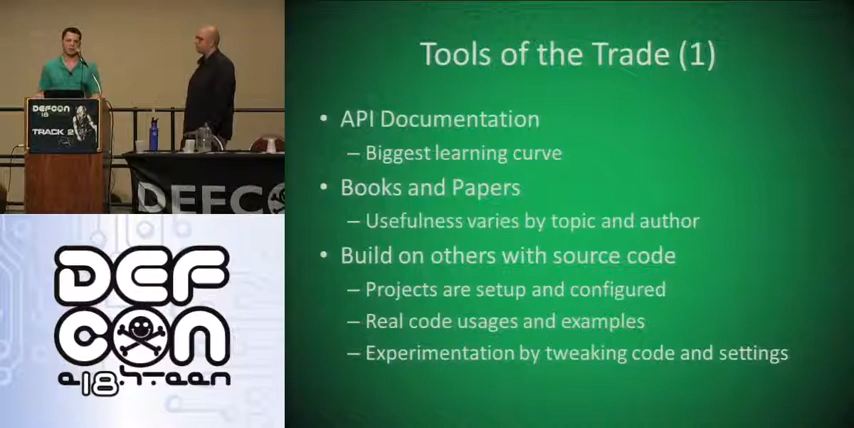 DEFCON
18
TRACK 2
DEFC
DEF
CON
e18hteen
Tools of the Trade (1)
• API Documentation
– Biggest learning curve
• Books and Papers
– Usefulness varies by topic and author
• Build on others with source code
– Projects are setup and configured
– Real code usages and examples
– Experimentation by tweaking code and settings